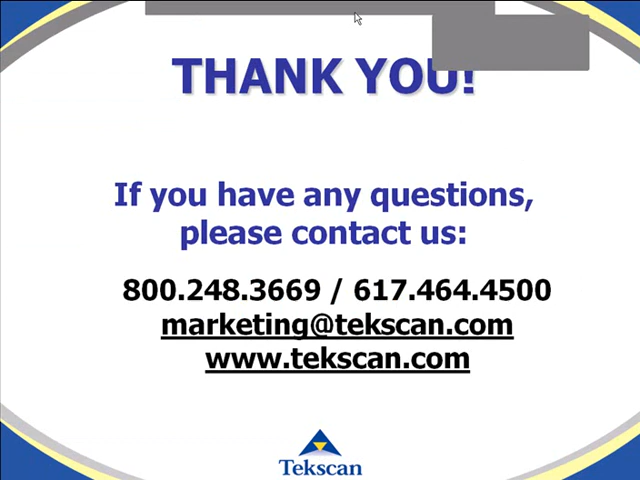 THANK YOU!
If you have any questions,
please contact us:
800.248.3669 / 617.464.4500
marketing@tekscan.com
www.tekscan.com
Tekscan